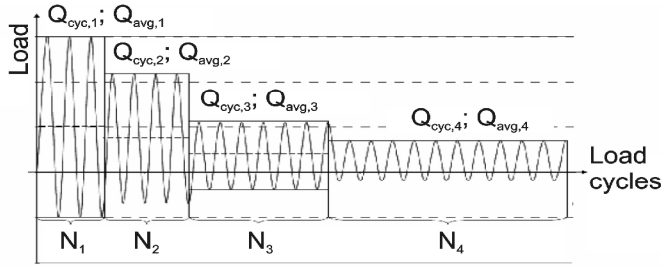 Load
Q_cyc,1; Q_avg,1
Q_cyc,2; Q_avg,2
Q_cyc,3; Q_avg,3
Q_cyc,4; Q_avg,4
Load
cycles
N_1
N_2
N_3
N_4